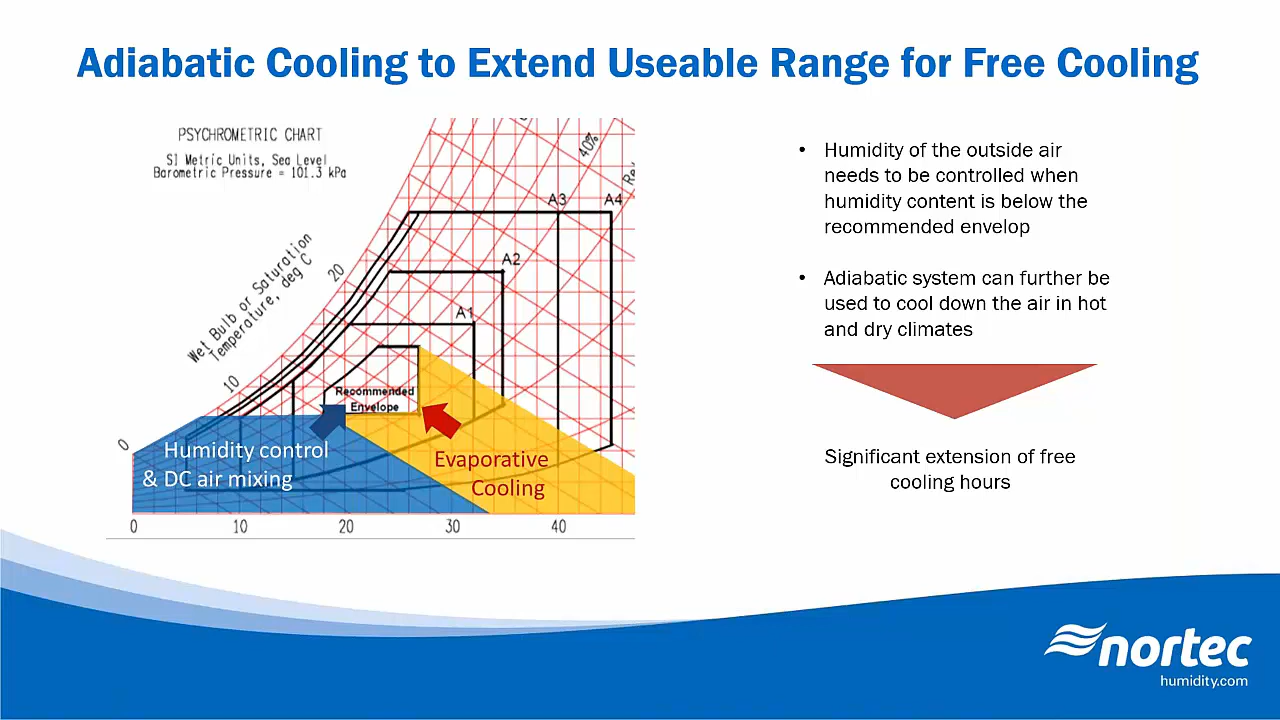 Adiabatic Cooling to Extend Useable Range for Free Cooling
PSYCHROMETRIC CHART
SI Metric Units, Sea Level
Barometric Pressure = 101.3 kPa
40%
A3
A4
Wet Bulb or Saturation
Temperature, deg C
20
A2
A1
10
Recommended
Envelope
0
Humidity control
& DC air mixing
Evaporative
Cooling
0 10 20 30 40
• Humidity of the outside air
needs to be controlled when
humidity content is below the
recommended envelop
• Adiabatic system can further be
used to cool down the air in hot
and dry climates
Significant extension of free
cooling hours
nortec
humidity.com